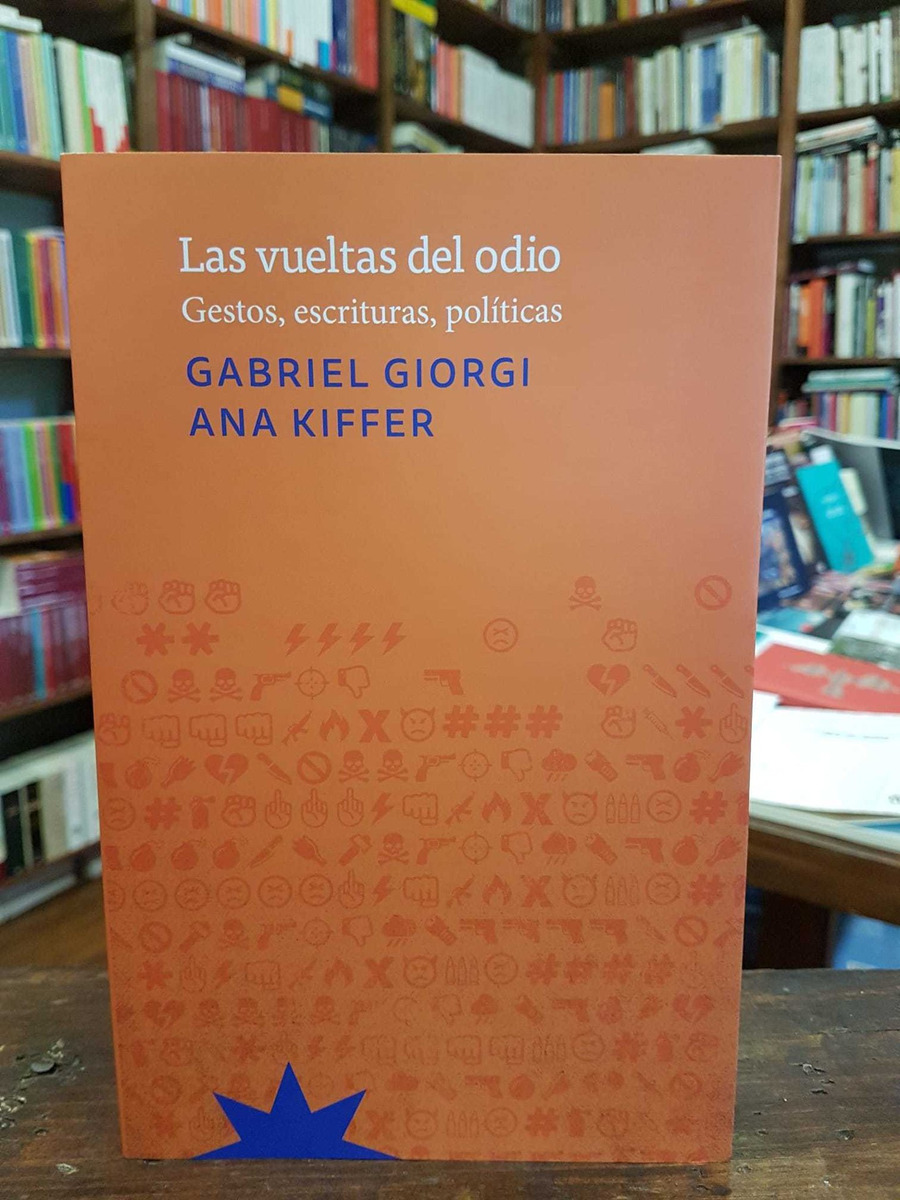 Las vueltas del odio
Gestos, escrituras, políticas
GABRIEL GIORGI
ANA KIFFER